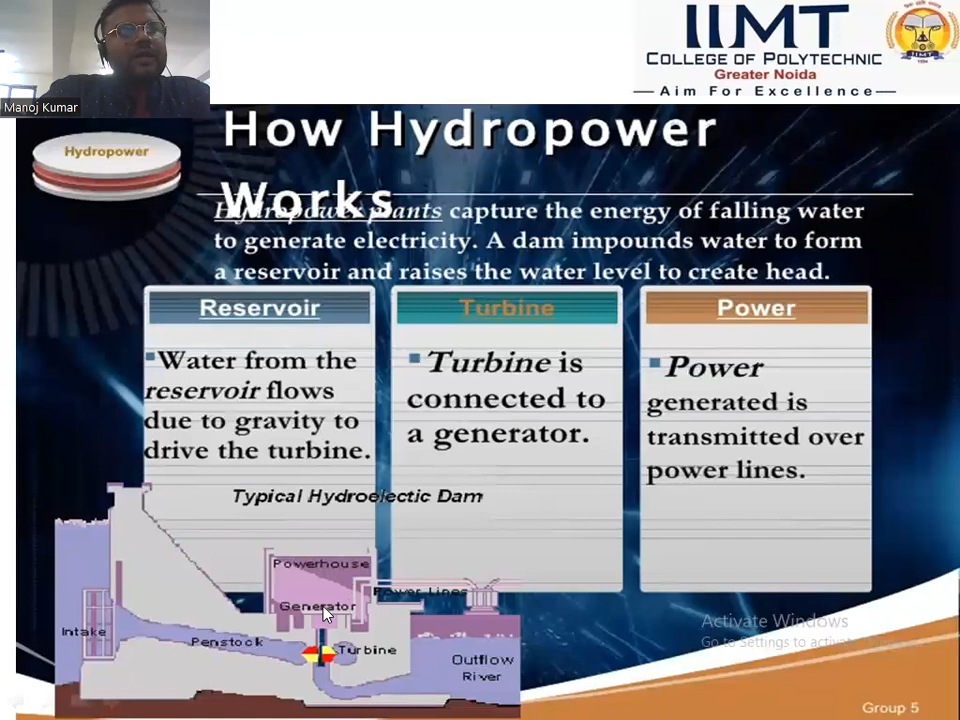 IIMT
COLLEGE OF POLYTECHNIC
Greater Noida
Aim For Excellence
IIMT
Manoj Kumar
Hydropower
How Hydropower
Works
Hydropower plants capture the energy of falling water
to generate electricity. A dam impounds water to form
a reservoir and raises the water level to create head.
Reservoir
Water from the
reservoir flows
due to gravity to
drive the turbine.
Turbine
Turbine is
connected to
a generator.
Power
Power
generated is
transmitted over
power lines.
Typical Hydroelectic Dam
Powerhouse
Power Lines
Generator
Intake
Penstock
Turbine
Outflow
River
Activate Windows
Go to Settings to activate
Group 5